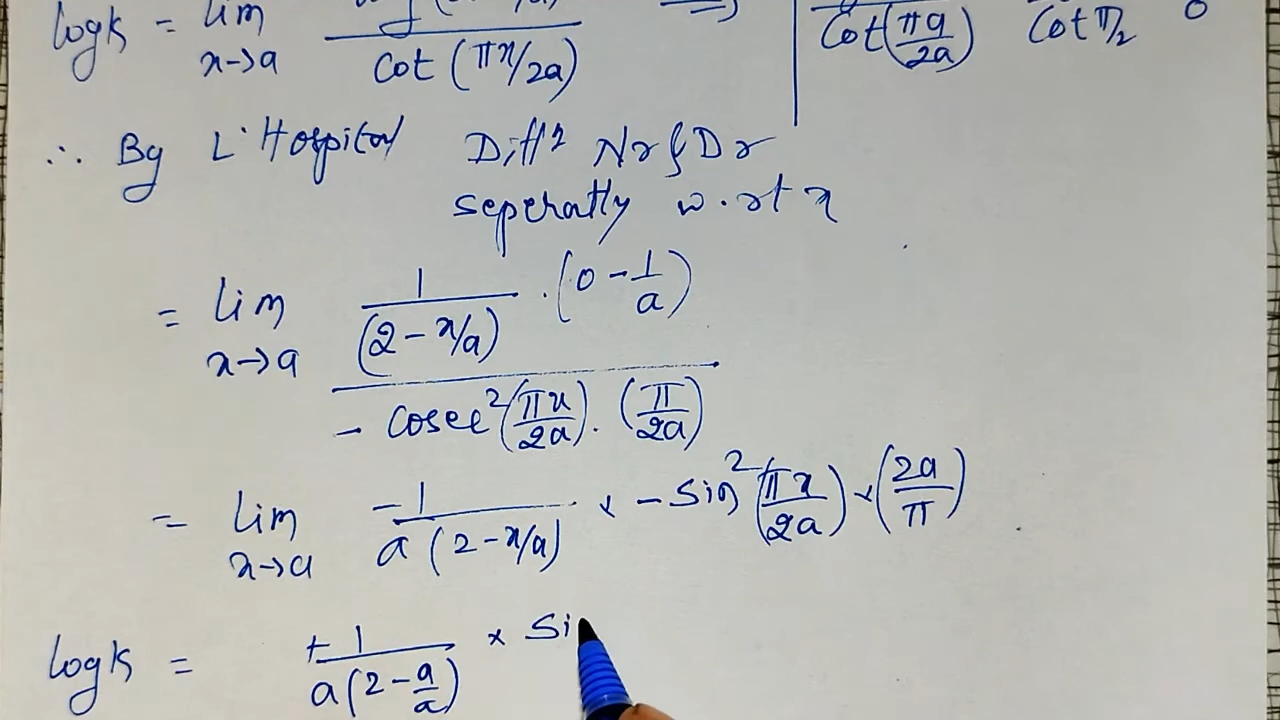 logk = lim x→a / cot (πx/2a) Cot(πa/2a) Cot π/2 0
∴ By L'Hospital Diffⁿ Nr & Dr
seperatly w.r.t x
= lim x→a 1/(2 - x/a) . (0 - 1/a) / - cosec²(πx/2a) . (π/2a)
= lim x→a -1/a(2 - x/a) × - Sin²(πx/2a) × (2a/π)
logk = +1/a(2 - a/a) × Si